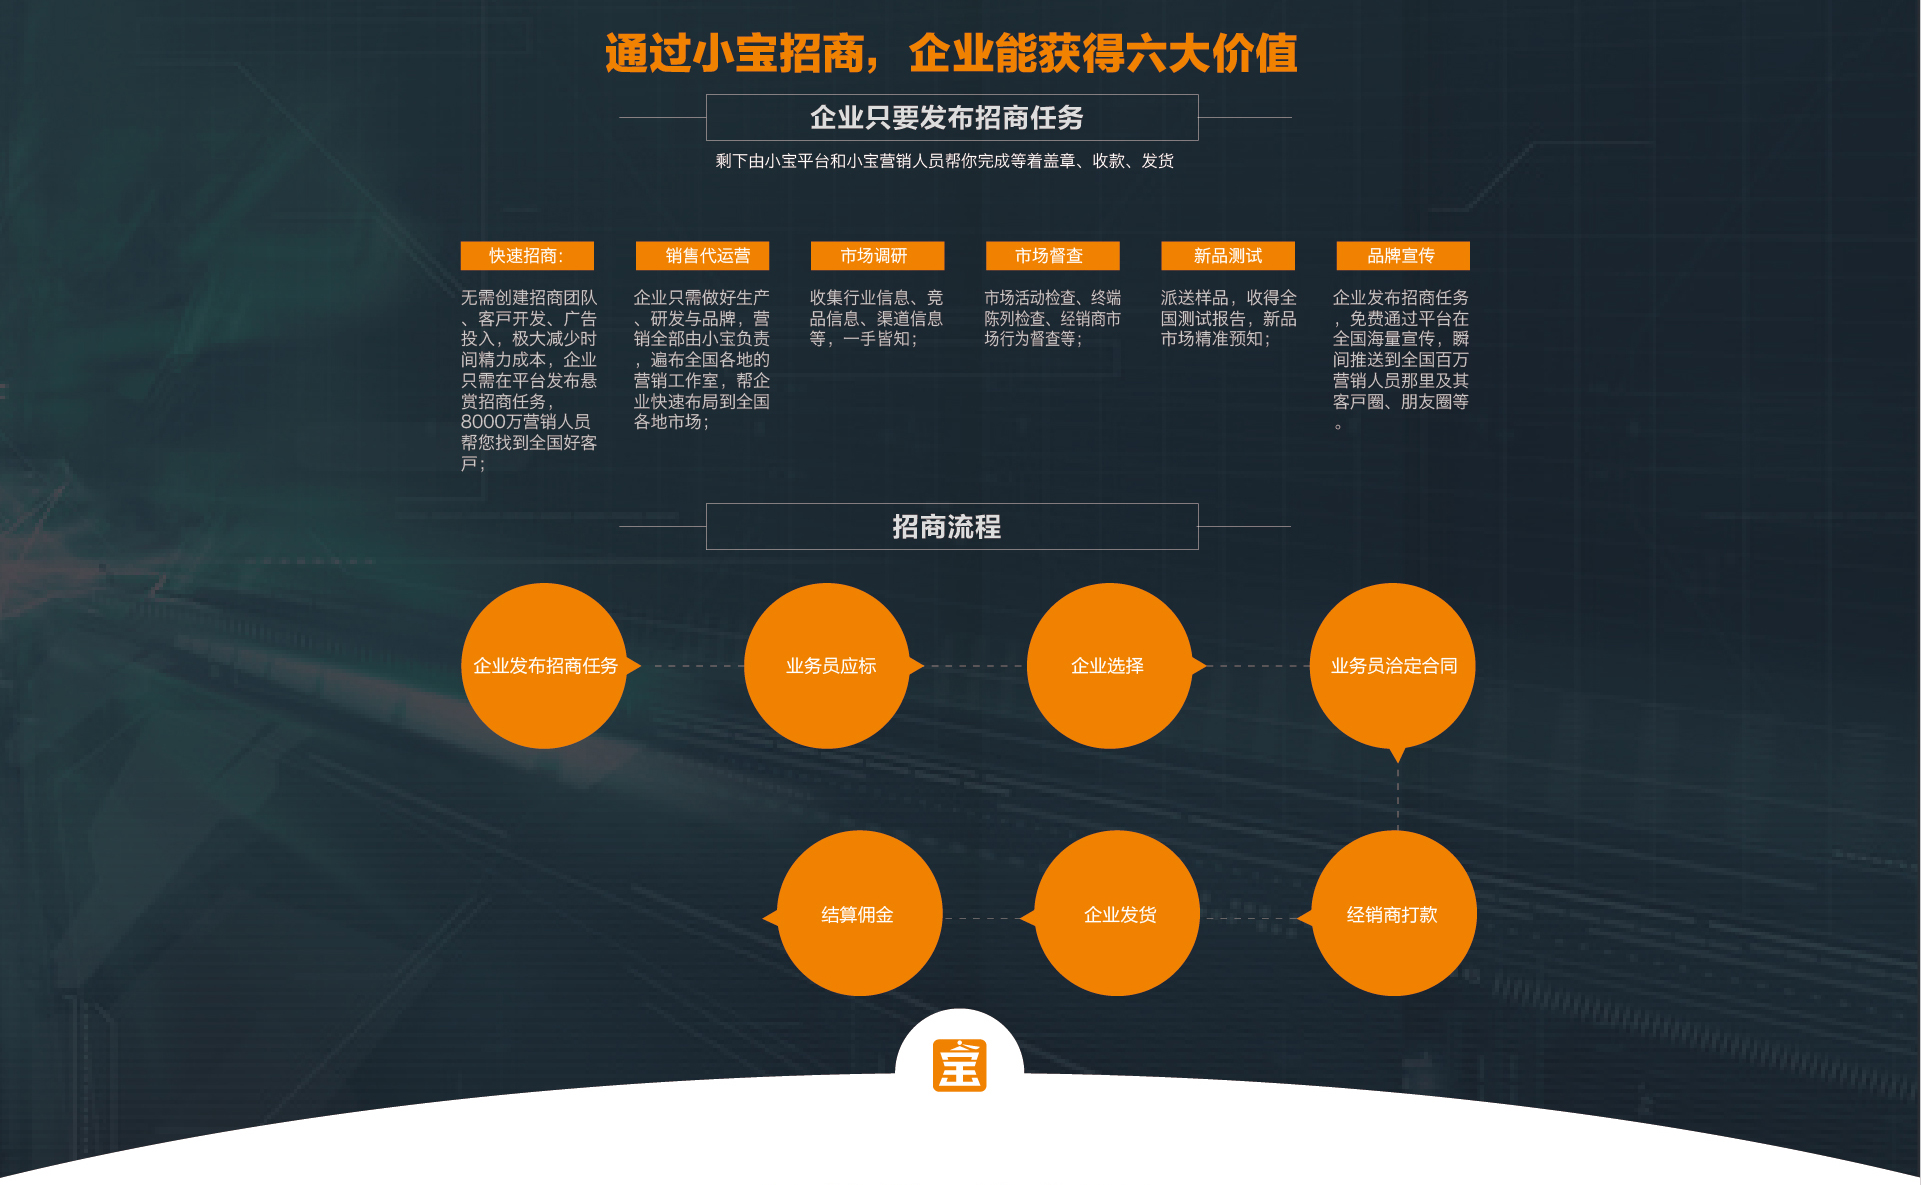 通过小宝招商，企业能获得六大价值
企业只要发布招商任务
剩下由小宝平台和小宝营销人员帮你完成等着盖章、收款、发货
快速招商：
无需创建招商团队
、客戸开发、广告
投入，极大减少时
间精力成本，企业
只需在平台发布悬
赏招商任务，
8000万营销人员
帮您找到全国好客
戸；
销售代运营
企业只需做好生产
、研发与品牌，营
销全部由小宝负责
，遍布全国各地的
营销工作室，帮企
业快速布局到全国
各地市场；
市场调研
收集行业信息、竞
品信息、渠道信息
等，一手皆知；
市场督查
市场活动检查、终端
陈列检查、经销商市
场行为督查等；
新品测试
派送样品，收得全
国测试报告，新品
市场精准预知；
品牌宣传
企业发布招商任务
，免费通过平台在
全国海量宣传，瞬
间推送到全国百万
营销人员那里及其
客戸圈、朋友圈等
。
招商流程
企业发布招商任务
业务员应标
企业选择
业务员洽定合同
结算佣金
企业发货
经销商打款
宝